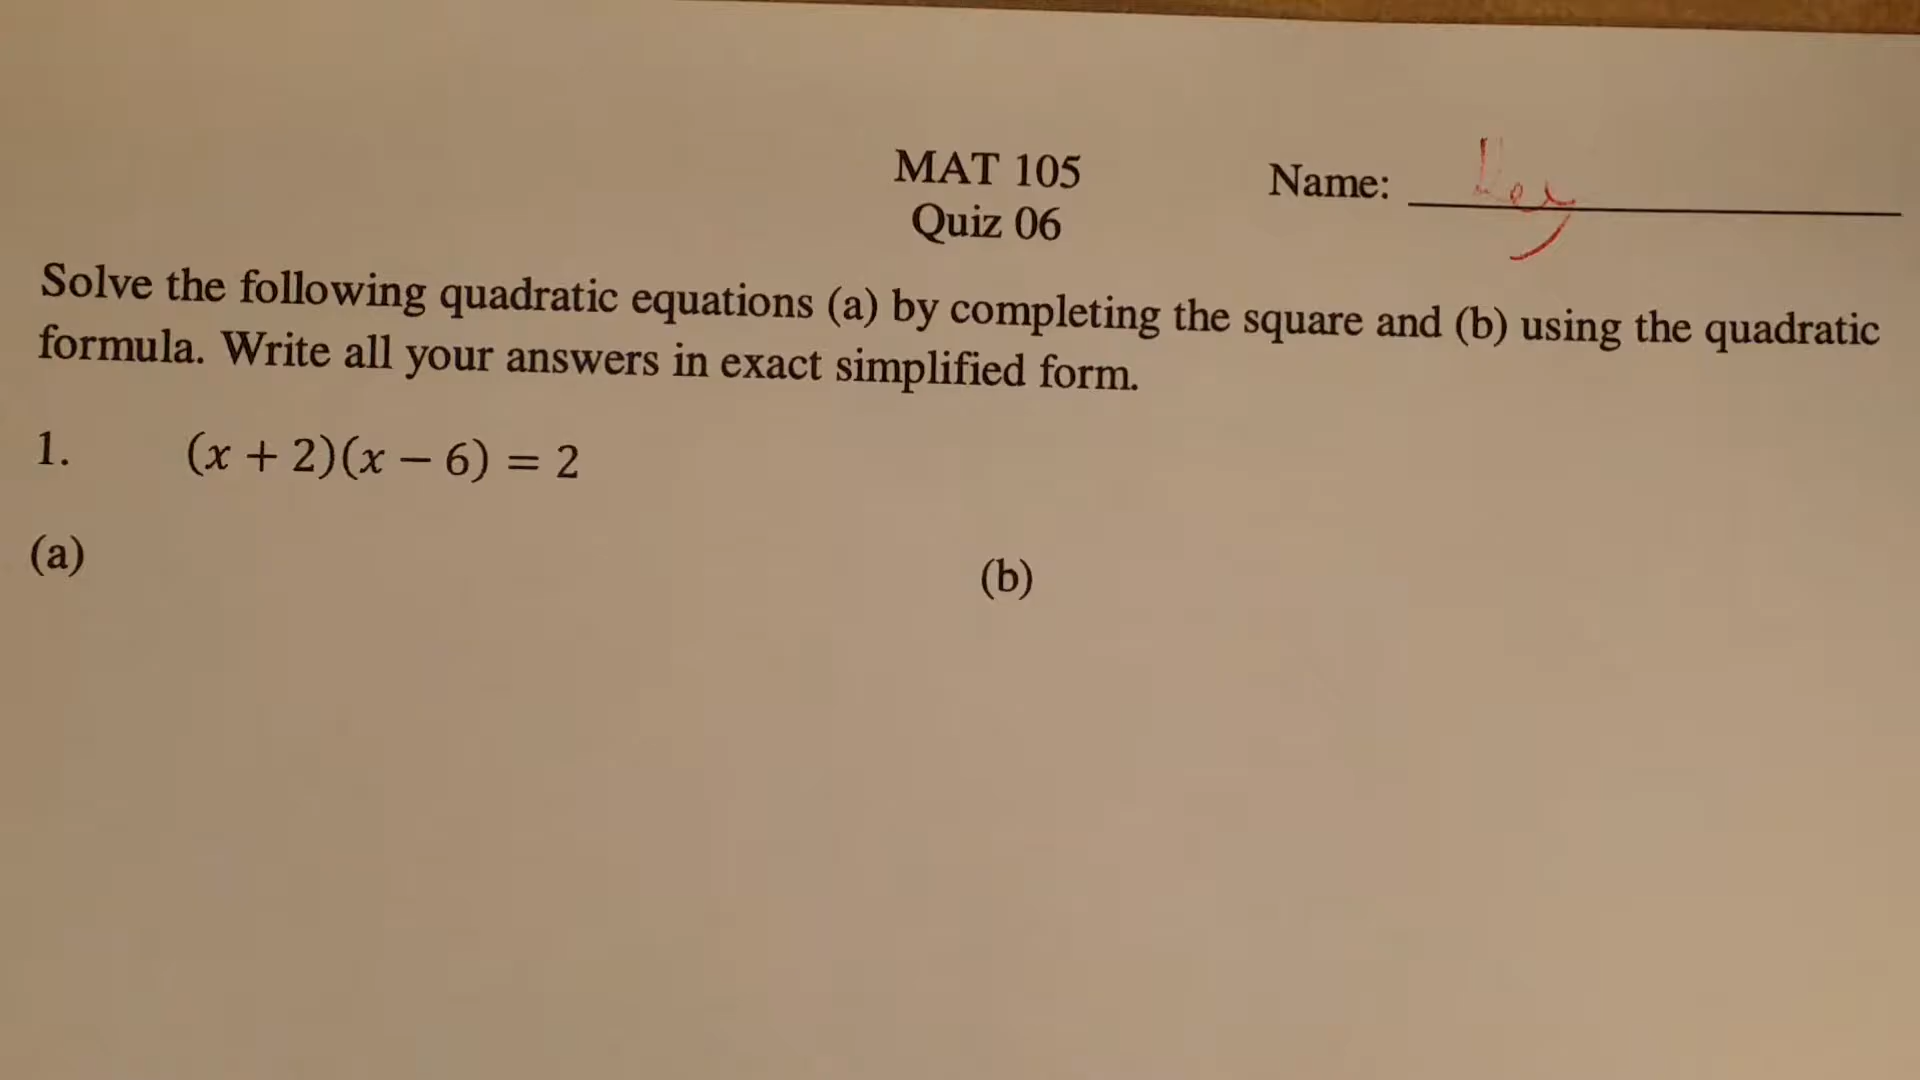 MAT 105
Name: Key
Quiz 06
Solve the following quadratic equations (a) by completing the square and (b) using the quadratic
formula. Write all your answers in exact simplified form.
1. (x + 2)(x − 6) = 2
(a)
(b)